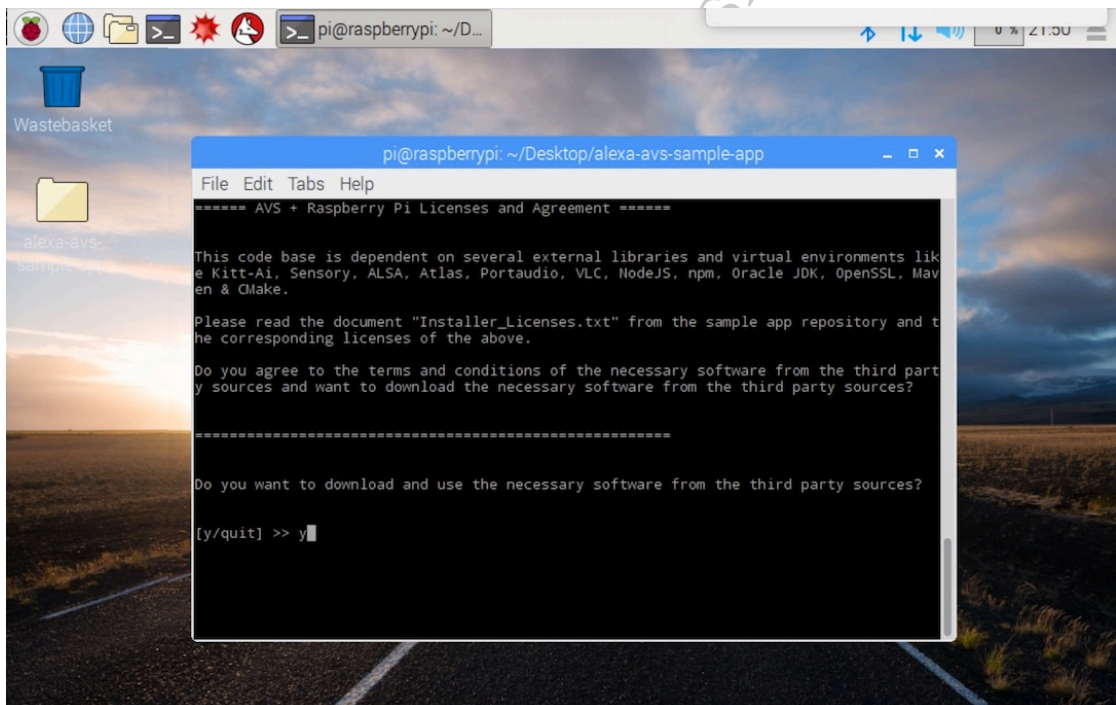 pi@raspberrypi: ~/D...
0 % 21:50
Wastebasket
alexa-avs-
pi@raspberrypi: ~/Desktop/alexa-avs-sample-app
File Edit Tabs Help
====== AVS + Raspberry Pi Licenses and Agreement ======
This code base is dependent on several external libraries and virtual environments lik
e Kitt-Ai, Sensory, ALSA, Atlas, Portaudio, VLC, NodeJS, npm, Oracle JDK, OpenSSL, Mav
en & CMake.
Please read the document "Installer_Licenses.txt" from the sample app repository and t
he corresponding licenses of the above.
Do you agree to the terms and conditions of the necessary software from the third part
y sources and want to download the necessary software from the third party sources?
=======================================================
Do you want to download and use the necessary software from the third party sources?
[y/quit] >> y